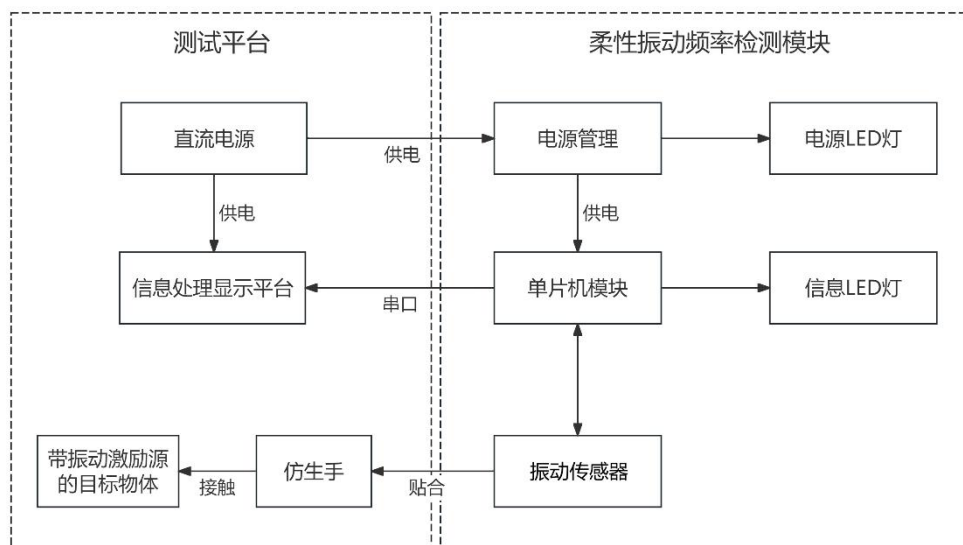 测试平台
柔性振动频率检测模块
直流电源
供电
电源管理
电源LED灯
供电
供电
信息处理显示平台
串口
单片机模块
信息LED灯
带振动激励源
的目标物体
接触
仿生手
贴合
振动传感器